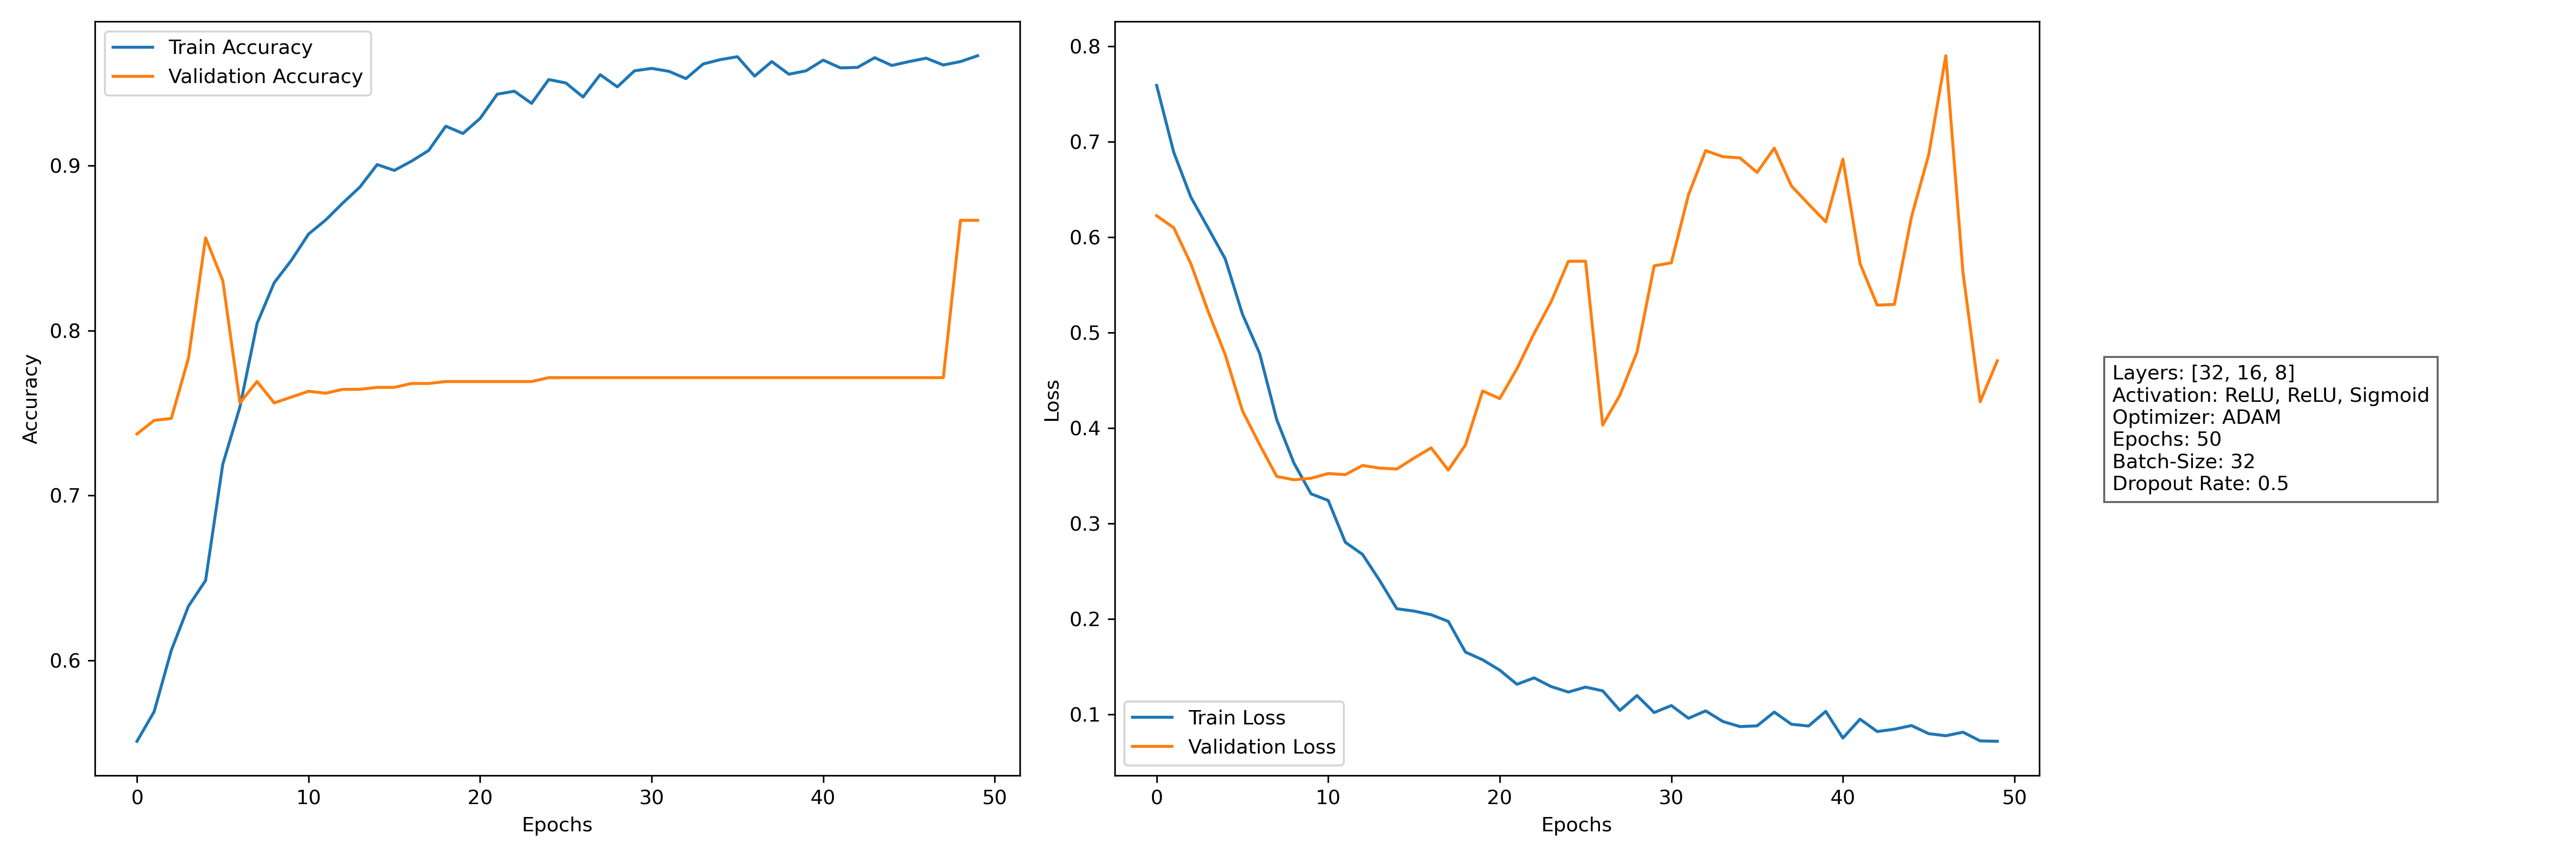 Train Accuracy
Validation Accuracy
0.9
0.8
0.7
0.6
Accuracy
0
10
20
30
40
50
Epochs
0.8
0.7
0.6
0.5
0.4
0.3
0.2
0.1
Loss
Train Loss
Validation Loss
0
10
20
30
40
50
Epochs
Layers: [32, 16, 8]
Activation: ReLU, ReLU, Sigmoid
Optimizer: ADAM
Epochs: 50
Batch-Size: 32
Dropout Rate: 0.5